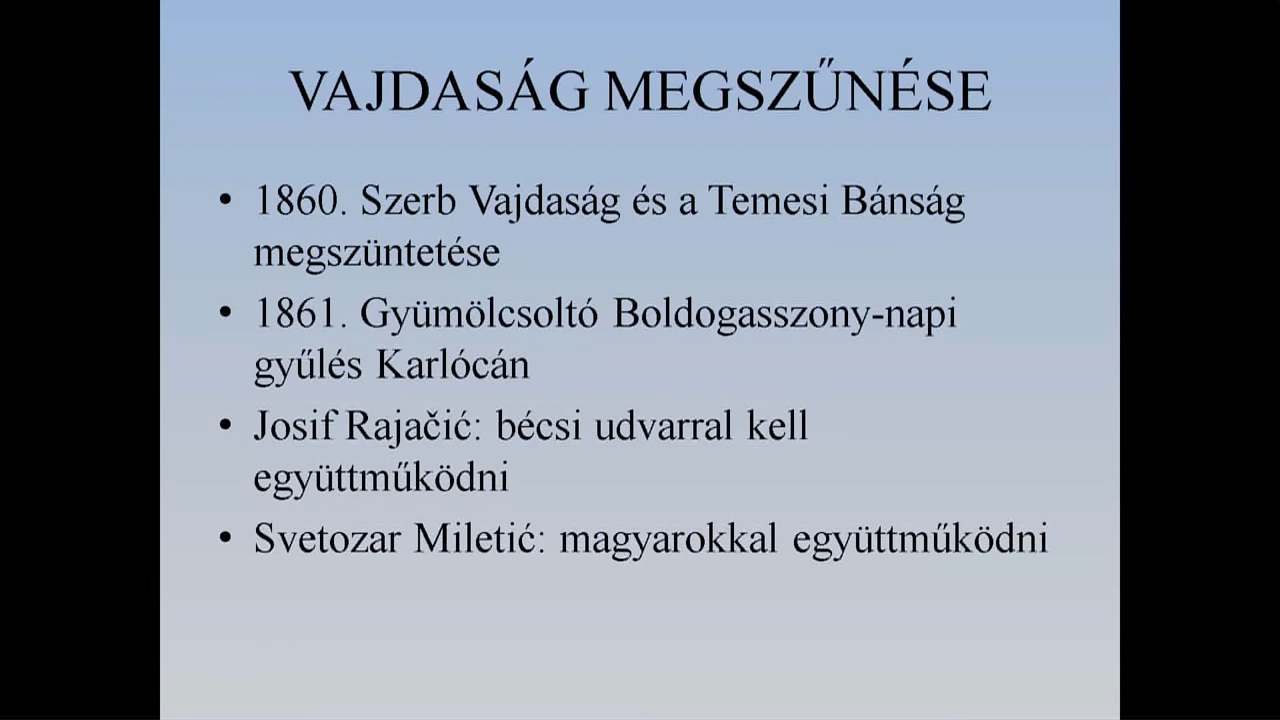 VAJDASÁG MEGSZŰNÉSE
• 1860. Szerb Vajdaság és a Temesi Bánság
megszüntetése
• 1861. Gyümölcsoltó Boldogasszony-napi
gyűlés Karlócán
• Josif Rajačić: bécsi udvarral kell
együttműködni
• Svetozar Miletić: magyarokkal együttműködni